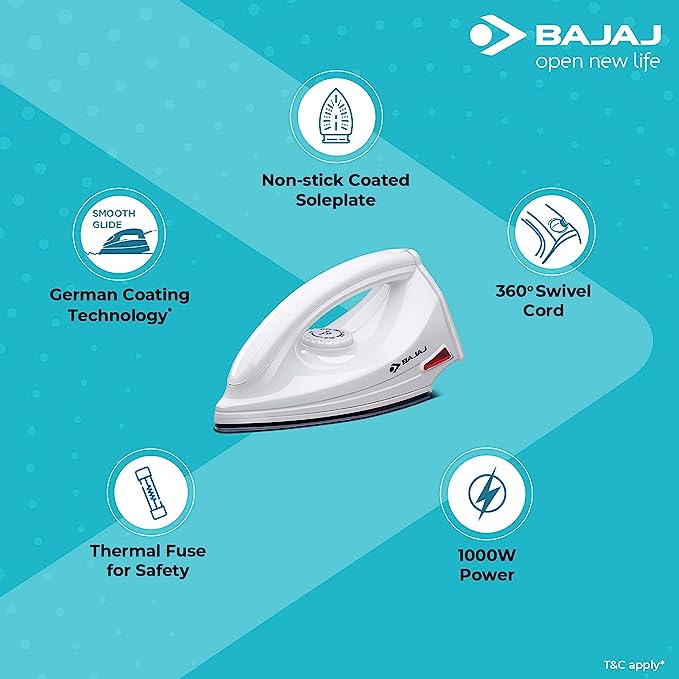 BAJAJ
open new life
Non-stick Coated
Soleplate
SMOOTH
GLIDE
German Coating
Technology*
360° Swivel
Cord
BAJAJ
Thermal Fuse
for Safety
1000W
Power
T&C apply*